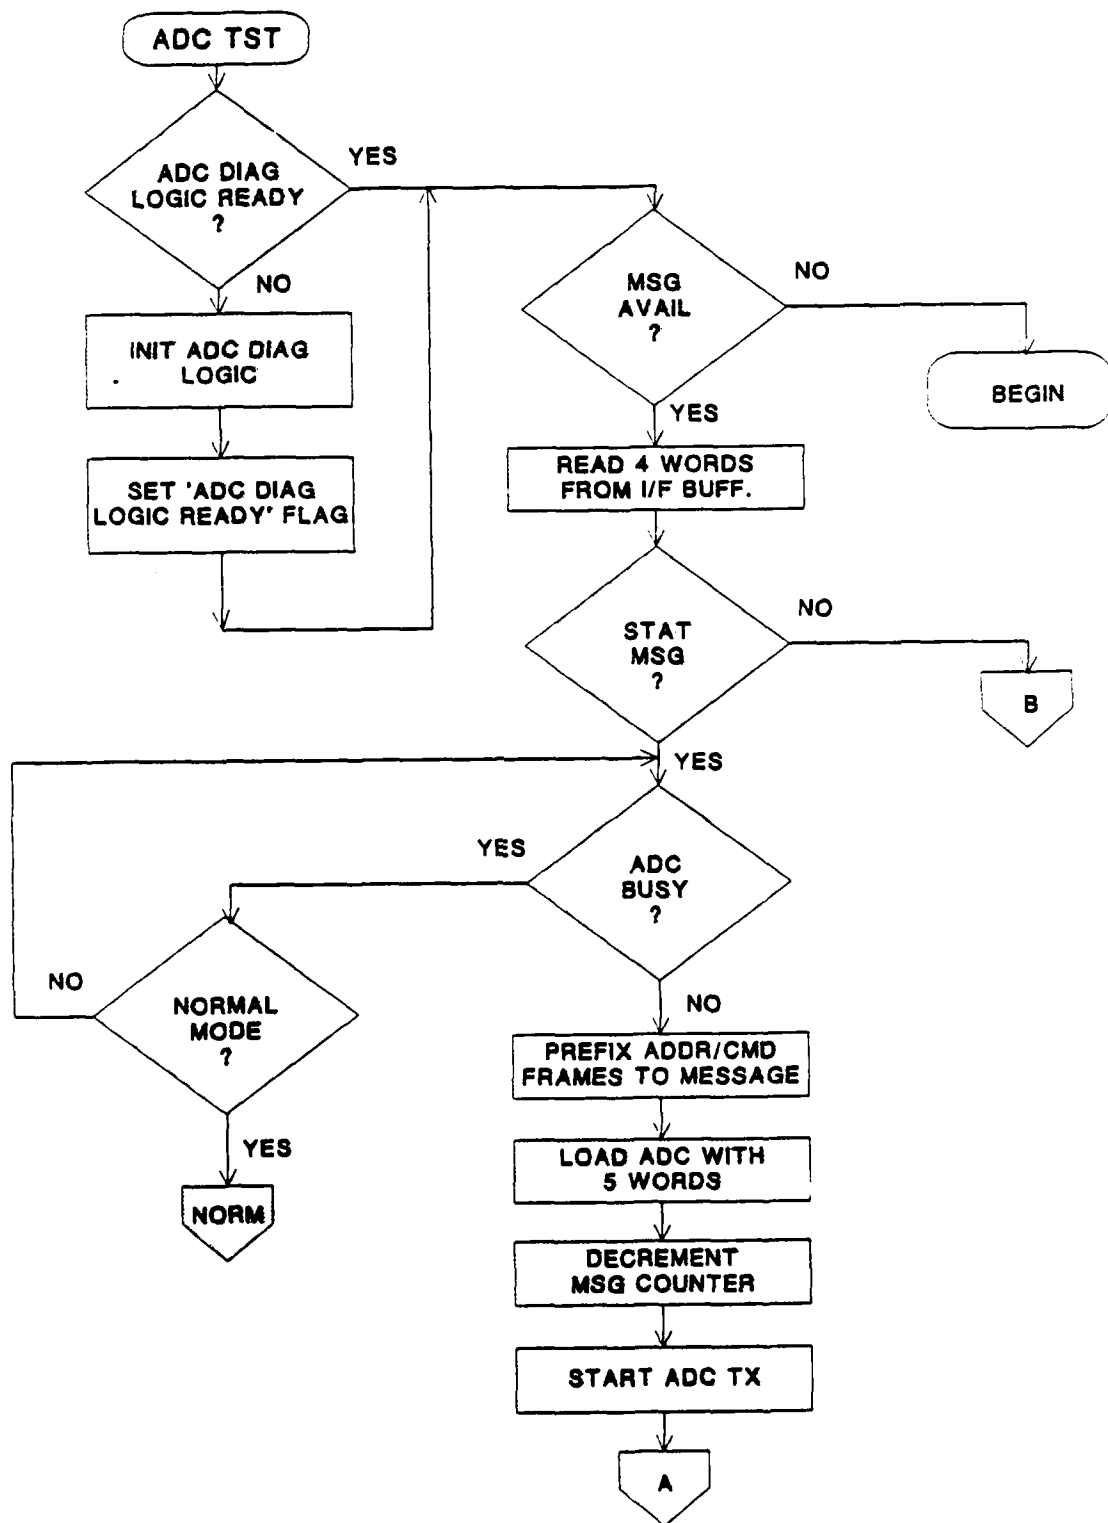 ADC TST
ADC DIAG
LOGIC READY
?
YES
NO
INIT ADC DIAG
LOGIC
SET 'ADC DIAG
LOGIC READY' FLAG
MSG
AVAIL
?
NO
BEGIN
YES
READ 4 WORDS
FROM I/F BUFF.
STAT
MSG
?
NO
B
YES
ADC
BUSY
?
YES
NORMAL
MODE
?
NO
YES
NORM
NO
PREFIX ADDR/CMD
FRAMES TO MESSAGE
LOAD ADC WITH
5 WORDS
DECREMENT
MSG COUNTER
START ADC TX
A